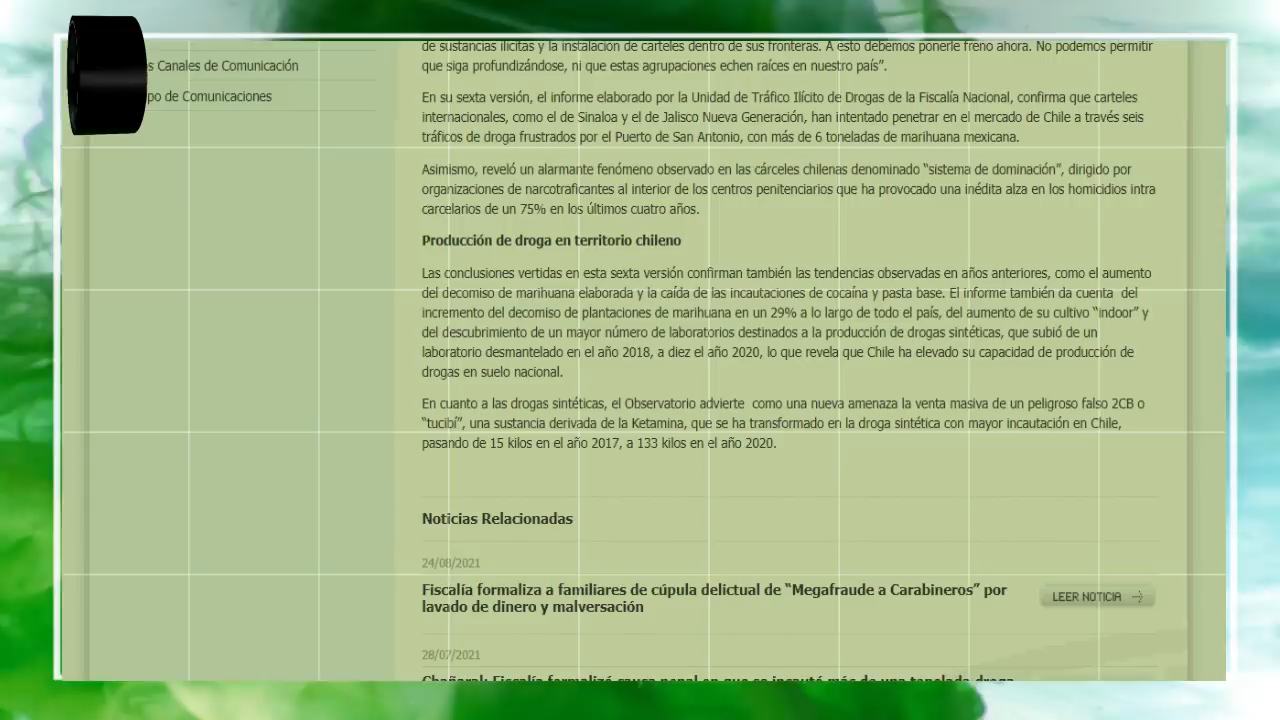 de sustancias ilícitas y la instalación de carteles dentro de sus fronteras. A esto debemos ponerle freno ahora. No podemos permitir
que siga profundizándose, ni que estas agrupaciones echen raíces en nuestro país”.
s Canales de Comunicación
po de Comunicaciones
En su sexta versión, el informe elaborado por la Unidad de Tráfico Ilícito de Drogas de la Fiscalía Nacional, confirma que carteles
internacionales, como el de Sinaloa y el de Jalisco Nueva Generación, han intentado penetrar en el mercado de Chile a través seis
tráficos de droga frustrados por el Puerto de San Antonio, con más de 6 toneladas de marihuana mexicana.
Asimismo, reveló un alarmante fenómeno observado en las cárceles chilenas denominado “sistema de dominación”, dirigido por
organizaciones de narcotraficantes al interior de los centros penitenciarios que ha provocado una inédita alza en los homicidios intra
carcelarios de un 75% en los últimos cuatro años.
Producción de droga en territorio chileno
Las conclusiones vertidas en esta sexta versión confirman también las tendencias observadas en años anteriores, como el aumento
del decomiso de marihuana elaborada y la caída de las incautaciones de cocaína y pasta base. El informe también da cuenta del
incremento del decomiso de plantaciones de marihuana en un 29% a lo largo de todo el país, del aumento de su cultivo “indoor” y
del descubrimiento de un mayor número de laboratorios destinados a la producción de drogas sintéticas, que subió de un
laboratorio desmantelado en el año 2018, a diez el año 2020, lo que revela que Chile ha elevado su capacidad de producción de
drogas en suelo nacional.
En cuanto a las drogas sintéticas, el Observatorio advierte como una nueva amenaza la venta masiva de un peligroso falso 2CB o
“tucibí”, una sustancia derivada de la Ketamina, que se ha transformado en la droga sintética con mayor incautación en Chile,
pasando de 15 kilos en el año 2017, a 133 kilos en el año 2020.
Noticias Relacionadas
24/08/2021
Fiscalía formaliza a familiares de cúpula delictual de “Megafraude a Carabineros” por
lavado de dinero y malversación
LEER NOTICIA
28/07/2021
Chañaral: Fiscalía formalizó causa penal en que se incautó más de una tonelada droga